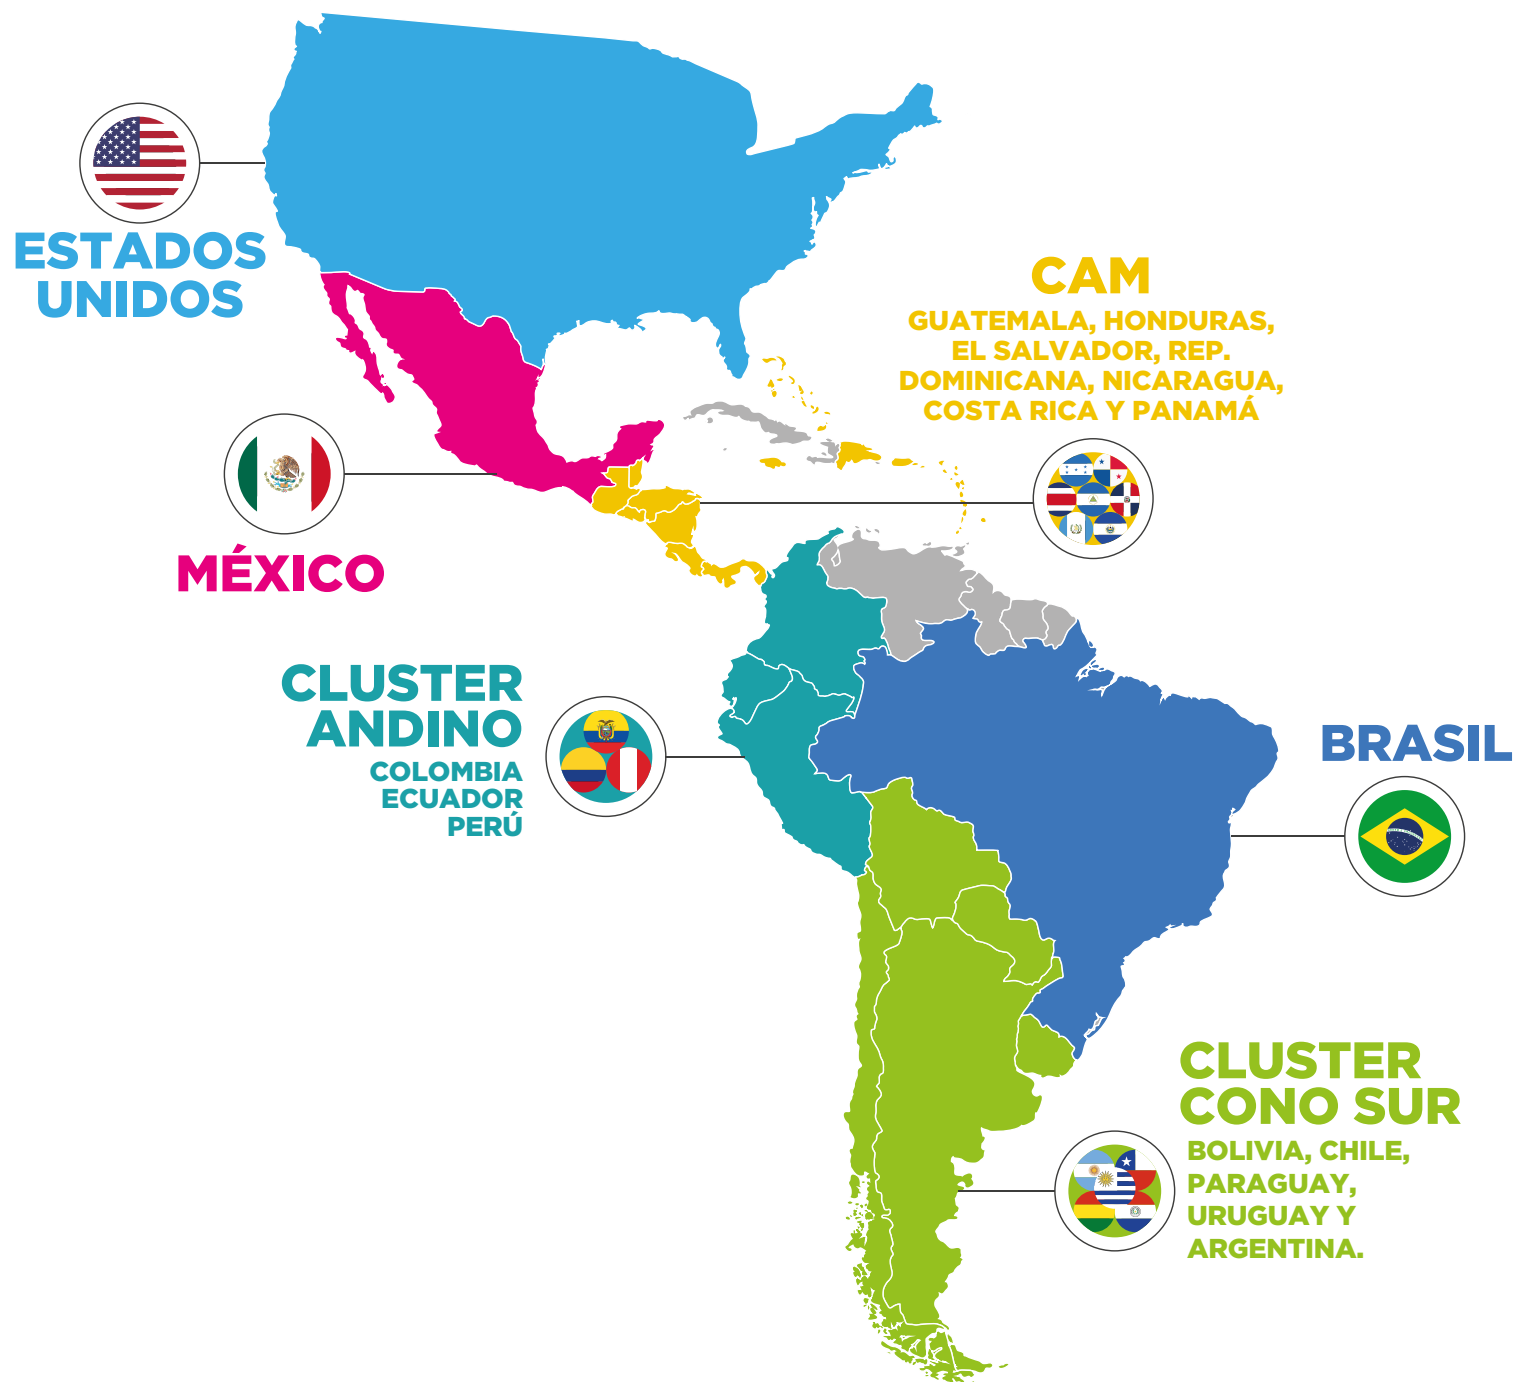 ESTADOS
UNIDOS
CAM
GUATEMALA, HONDURAS,
EL SALVADOR, REP.
DOMINICANA, NICARAGUA,
COSTA RICA Y PANAMÁ
MÉXICO
CLUSTER
ANDINO
COLOMBIA
ECUADOR
PERÚ
BRASIL
CLUSTER
CONO SUR
BOLIVIA, CHILE,
PARAGUAY,
URUGUAY Y
ARGENTINA.